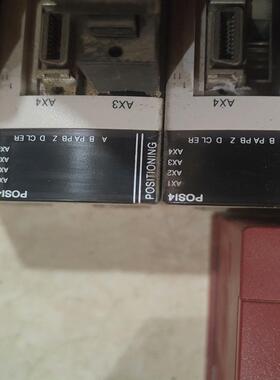 POSI4
AX1
AX2
AX3
AX4
A B PA PB Z D CL ER
AX4
POSITIONING
POSI4
A B PA PB Z D CL ER
AX3
AX4